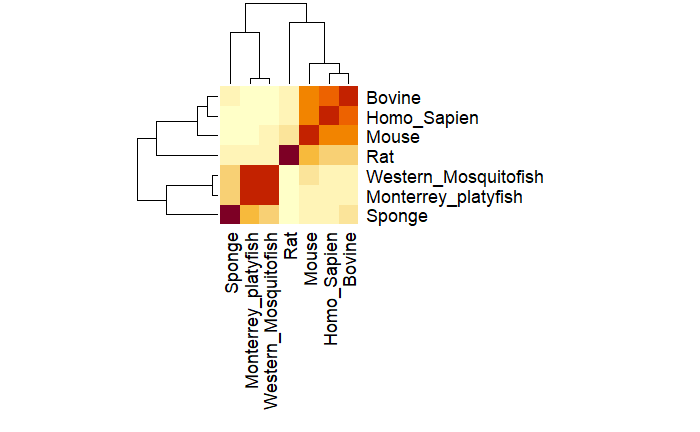 Bovine
Homo_Sapien
Mouse
Rat
Western_Mosquitofish
Monterrey_platyfish
Sponge
Sponge
Monterrey_platyfish
Western_Mosquitofish
Rat
Mouse
Homo_Sapien
Bovine